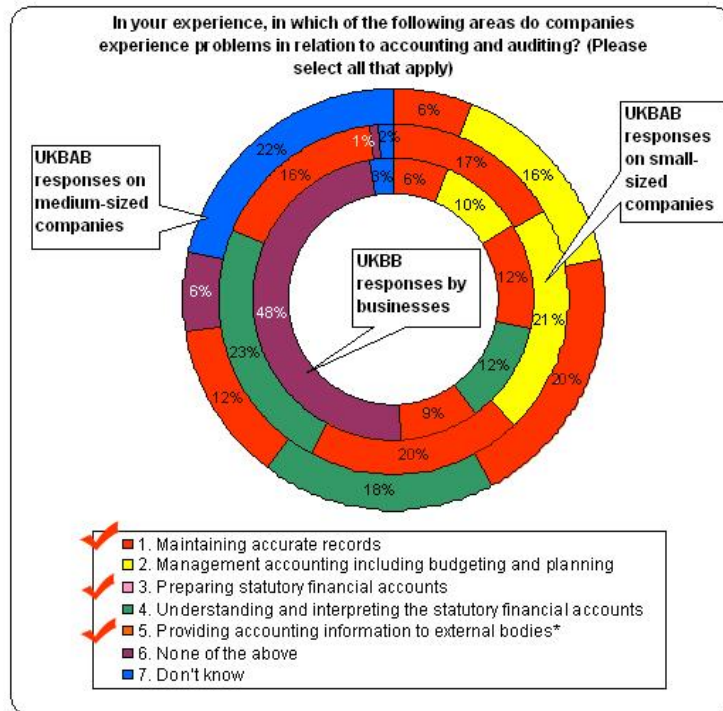 In your experience, in which of the following areas do companies
experience problems in relation to accounting and auditing? (Please
select all that apply)
UKBAB
responses on
medium-sized
companies
UKBAB
responses
on small-
sized
companies
UKBB
responses by
businesses
6%
16%
20%
18%
12%
6%
22%
17%
21%
20%
23%
16%
1%
2%
6%
10%
12%
12%
9%
48%
3%
1. Maintaining accurate records
2. Management accounting including budgeting and planning
3. Preparing statutory financial accounts
4. Understanding and interpreting the statutory financial accounts
5. Providing accounting information to external bodies*
6. None of the above
7. Don't know